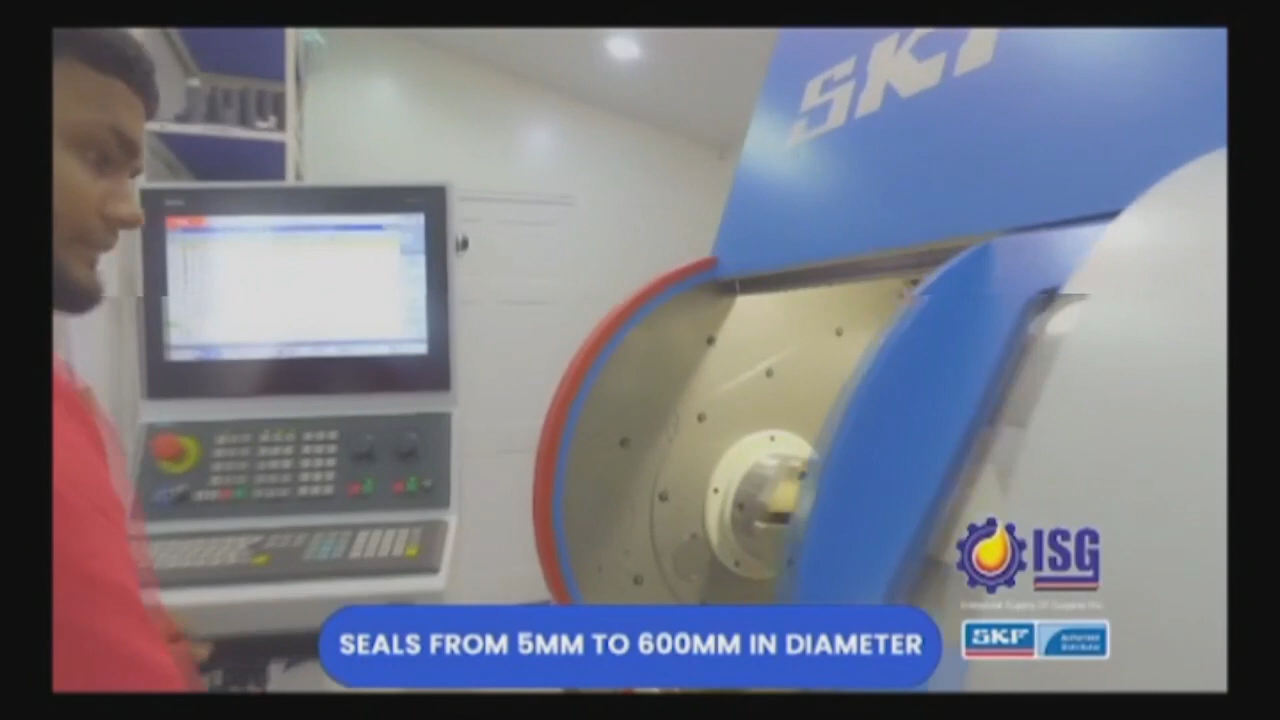 SKF
SEALS FROM 5MM TO 600MM IN DIAMETER
ISG
SKF